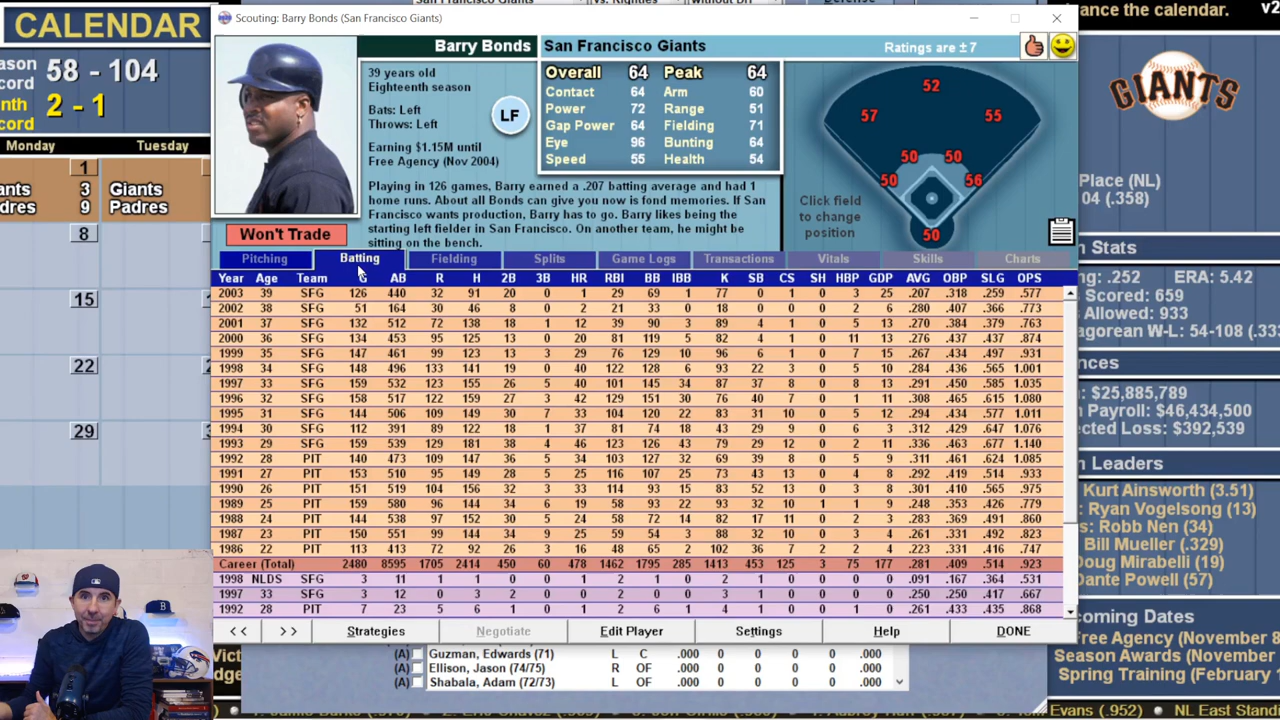 CALENDAR
ason
cord
58 - 104
nth
cord
2 - 1
Monday Tuesday
1
ants 3 Giants
dres 9 Padres
8
15
22
29
Scouting: Barry Bonds (San Francisco Giants)
Barry Bonds
San Francisco Giants
Ratings are ± 7
39 years old
Eighteenth season
Bats: Left
Throws: Left
LF
Earning $1.15M until
Free Agency (Nov 2004)
Overall 64 Peak 64
Contact 64 Arm 60
Power 72 Range 51
Gap Power 64 Fielding 71
Eye 96 Bunting 64
Speed 55 Health 54
52
57 55
50 50
50 56
50
Click field
to change
position
Playing in 126 games, Barry earned a .207 batting average and had 1
home runs. About all Bonds can give you now is fond memories. If San
Francisco wants production, Barry has to go. Barry likes being the
starting left fielder in San Francisco. On another team, he might be
sitting on the bench.
Won't Trade
Pitching Batting Fielding Splits Game Logs Transactions Vitals Skills Charts
Year Age Team G AB R H 2B 3B HR RBI BB IBB K SB CS SH HBP GDP AVG OBP SLG OPS
2003 39 SFG 126 440 32 91 20 0 1 29 69 1 77 0 1 0 3 25 .207 .318 .259 .577
2002 38 SFG 51 164 30 46 8 0 2 21 33 0 18 0 0 0 2 6 .280 .407 .366 .773
2001 37 SFG 132 512 72 138 18 1 12 39 90 3 89 4 1 0 5 13 .270 .384 .379 .763
2000 36 SFG 134 453 95 125 13 0 20 81 119 5 82 4 1 0 11 13 .276 .437 .437 .874
1999 35 SFG 147 461 99 123 13 3 29 76 129 10 96 6 1 0 7 15 .267 .434 .497 .931
1998 34 SFG 148 496 133 141 19 0 40 122 128 6 93 22 3 0 5 10 .284 .436 .565 1.001
1997 33 SFG 159 532 123 155 26 5 40 101 145 34 87 37 8 0 8 13 .291 .450 .585 1.035
1996 32 SFG 158 517 122 159 27 3 42 129 151 30 76 40 7 0 1 11 .308 .465 .615 1.080
1995 31 SFG 144 506 109 149 30 7 33 104 120 22 83 31 10 0 5 12 .294 .434 .577 1.011
1994 30 SFG 112 391 89 122 18 1 37 81 74 18 43 29 9 0 6 3 .312 .429 .647 1.076
1993 29 SFG 159 539 129 181 38 4 46 123 126 43 79 29 12 0 2 11 .336 .463 .677 1.140
1992 28 PIT 140 473 109 147 36 5 34 103 127 32 69 39 8 0 5 9 .311 .461 .624 1.085
1991 27 PIT 153 510 95 149 28 5 25 116 107 25 73 43 13 0 4 8 .292 .419 .514 .933
1990 26 PIT 151 519 104 156 32 3 33 114 93 15 83 52 13 0 3 8 .301 .410 .565 .975
1989 25 PIT 159 580 96 144 34 6 19 58 93 22 93 32 10 1 1 9 .248 .353 .426 .779
1988 24 PIT 144 538 97 152 30 5 24 58 72 14 82 17 11 0 2 3 .283 .369 .491 .860
1987 23 PIT 150 551 99 144 34 9 25 59 54 3 88 32 10 0 3 4 .261 .331 .492 .823
1986 22 PIT 113 413 72 92 26 3 16 48 65 2 102 36 7 2 2 4 .223 .331 .416 .747
Career (Total) 2480 8595 1705 2414 450 60 478 1462 1795 285 1413 453 125 3 75 177 .281 .409 .514 .923
1998 NLDS SFG 3 11 1 1 0 0 1 2 1 0 2 0 0 0 0 0 .091 .167 .364 .531
1997 33 SFG 3 12 0 3 2 0 0 2 0 0 3 1 0 0 0 0 .250 .250 .417 .667
1992 28 PIT 7 23 5 6 1 0 1 2 6 1 4 1 0 0 1 0 .261 .433 .435 .868
<< >> Strategies Negotiate Edit Player Settings Help DONE
(A) Guzman, Edwards (71) L C .000 0 0 0 .000
(A) Ellison, Jason (74/75) R OF .000 0 0 0 .000
(A) Shabala, Adam (72/73) L OF .000 0 0 0 .000
ance the calendar.
GIANTS
Place (NL)
04 (.358)
Stats
ng: .252 ERA: 5.42
Scored: 659
Allowed: 933
agorean W-L: 54-108 (.33
nces
$25,885,789
Payroll: $46,434,500
ected Loss: $392,539
Leaders
Kurt Ainsworth (3.51)
Ryan Vogelsong (13)
Robb Nen (34)
Bill Mueller (.329)
Doug Mirabelli (19)
Dante Powell (57)
oming Dates
Free Agency (November 8
Season Awards (November
Spring Training (February
Evans (.952) NL East Stand